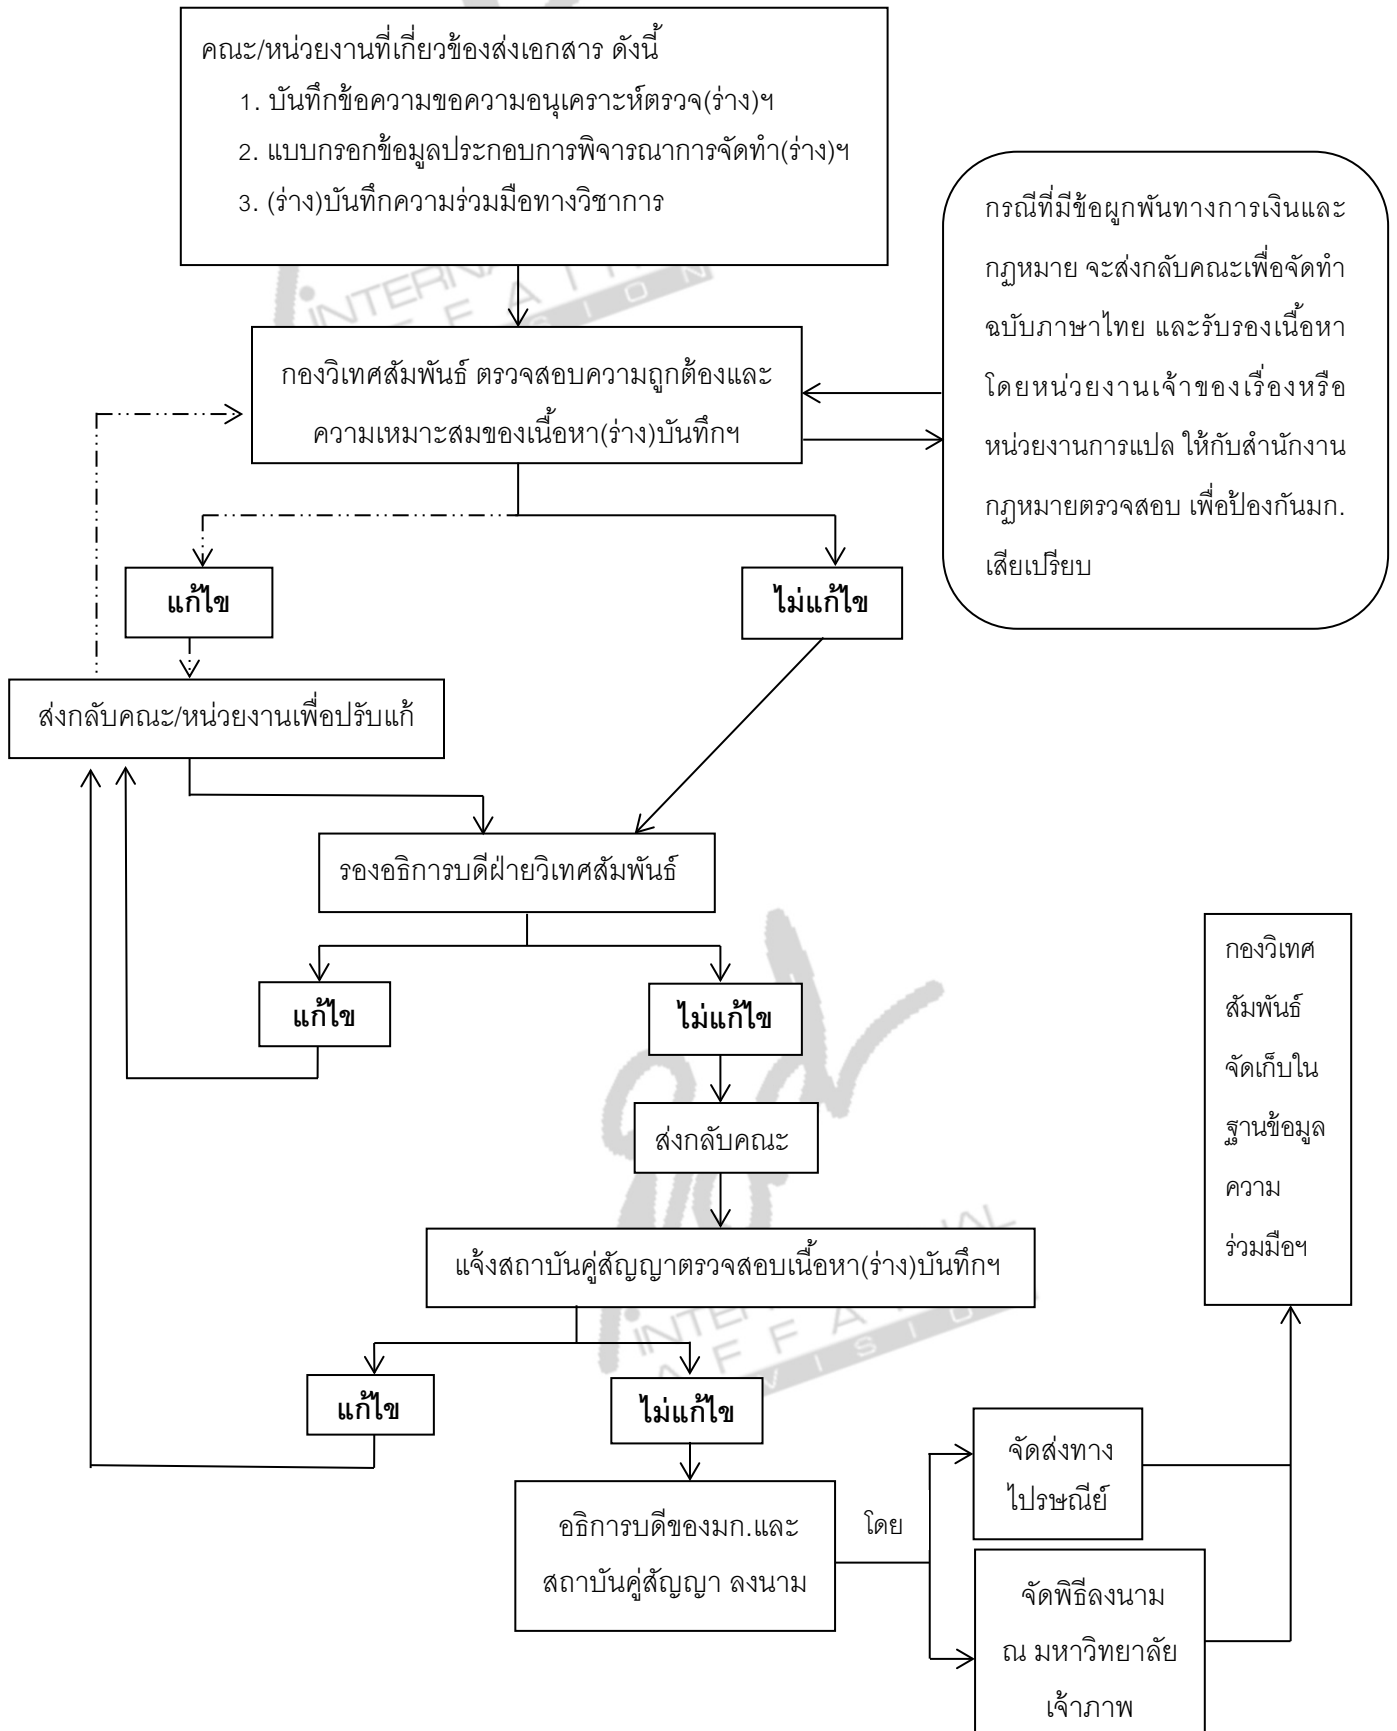 คณะ/หน่วยงานที่เกี่ยวข้องส่งเอกสาร ดังนี้
1. บันทึกข้อความขอความอนุเคราะห์ตรวจ(ร่าง)ฯ
2. แบบกรอกข้อมูลประกอบการพิจารณาการจัดทำ(ร่าง)ฯ
3. (ร่าง)บันทึกความร่วมมือทางวิชาการ
กรณีที่มีข้อผูกพันทางการเงินและ
กฎหมาย จะส่งกลับคณะเพื่อจัดทำ
ฉบับภาษาไทย และรับรองเนื้อหา
โดยหน่วยงานเจ้าของเรื่องหรือ
หน่วยงานการแปล ให้กับสำนักงาน
กฎหมายตรวจสอบ เพื่อป้องกันมก.
เสียเปรียบ
กองวิเทศสัมพันธ์ ตรวจสอบความถูกต้องและ
ความเหมาะสมของเนื้อหา(ร่าง)บันทึกฯ
แก้ไข
ไม่แก้ไข
ส่งกลับคณะ/หน่วยงานเพื่อปรับแก้
รองอธิการบดีฝ่ายวิเทศสัมพันธ์
แก้ไข
ไม่แก้ไข
ส่งกลับคณะ
แจ้งสถาบันคู่สัญญาตรวจสอบเนื้อหา(ร่าง)บันทึกฯ
แก้ไข
ไม่แก้ไข
อธิการบดีของมก.และ
สถาบันคู่สัญญา ลงนาม
โดย
จัดส่งทาง
ไปรษณีย์
จัดพิธีลงนาม
ณ มหาวิทยาลัย
เจ้าภาพ
กองวิเทศ
สัมพันธ์
จัดเก็บใน
ฐานข้อมูล
ความ
ร่วมมือฯ